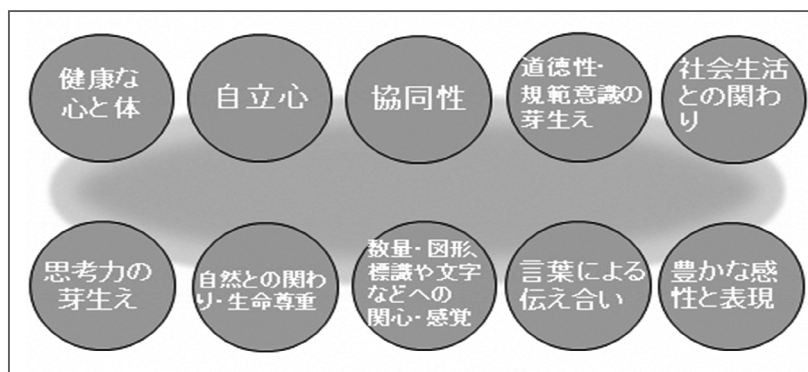 健康な
心と体
自立心
協同性
道徳性・
規範意識の
芽生え
社会生活
との関わ
り
思考力の
芽生え
自然との関わ
り・生命尊重
数量・図形、
標識や文字
などへの
関心・感覚
言葉による
伝え合い
豊かな感
性と表現